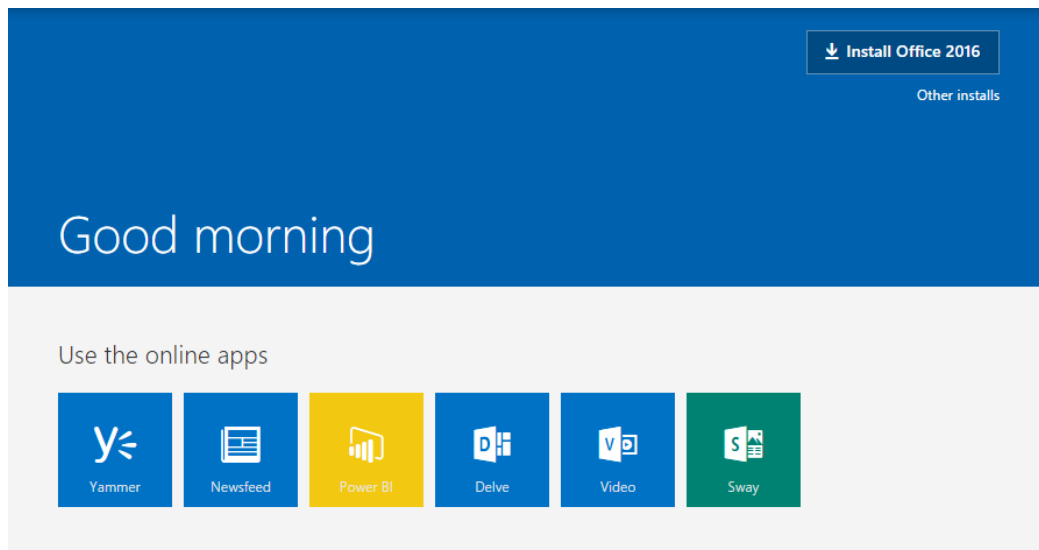 Install Office 2016
Other installs
Good morning
Use the online apps
Yammer
Newsfeed
Power BI
Delve
Video
Sway